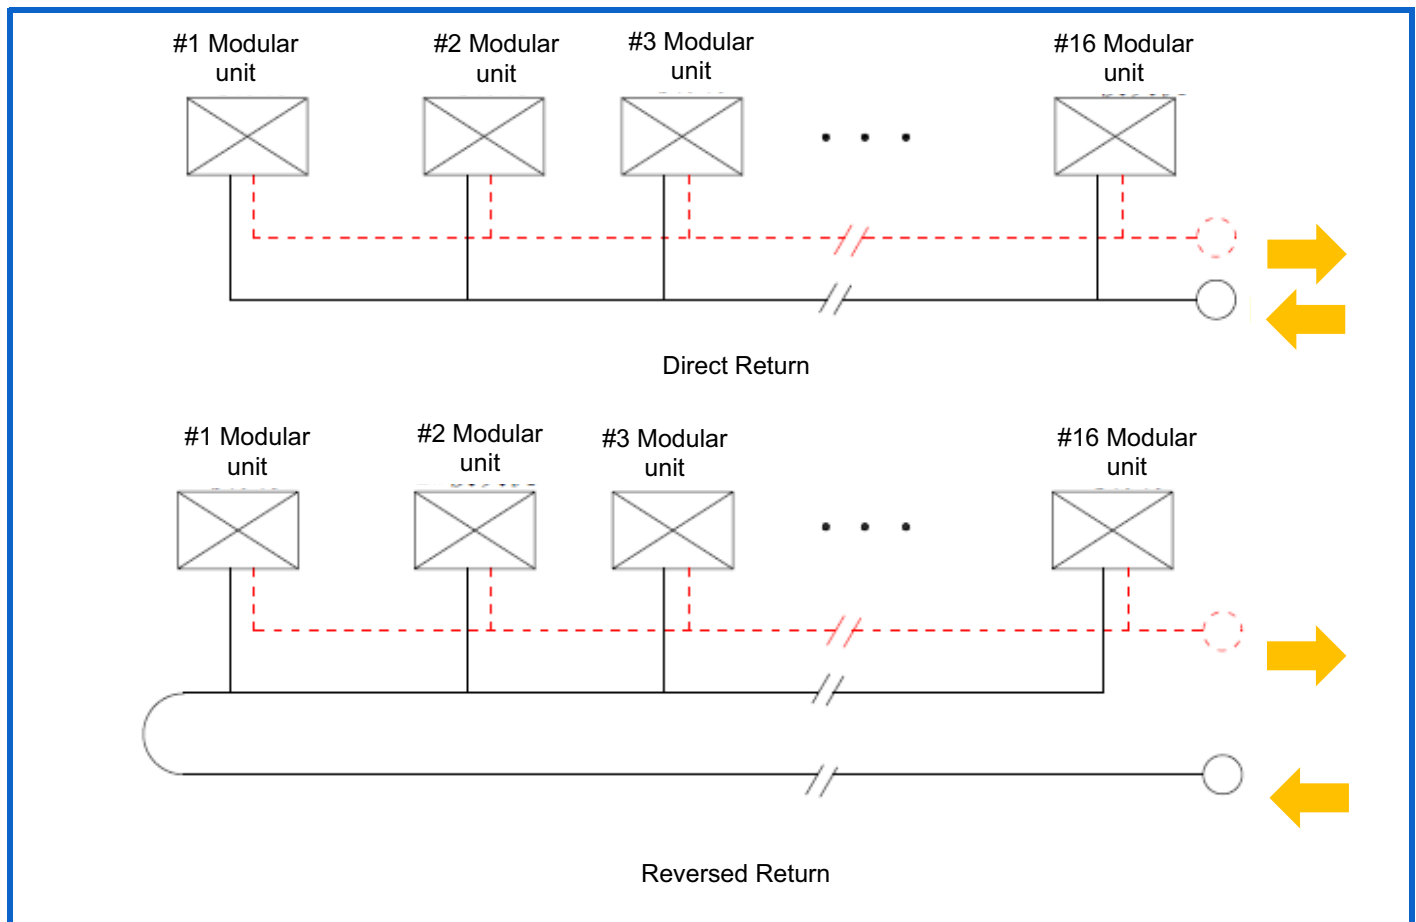 #1 Modular
unit
#2 Modular
unit
#3 Modular
unit
#16 Modular
unit
Direct Return
#1 Modular
unit
#2 Modular
unit
#3 Modular
unit
#16 Modular
unit
Reversed Return